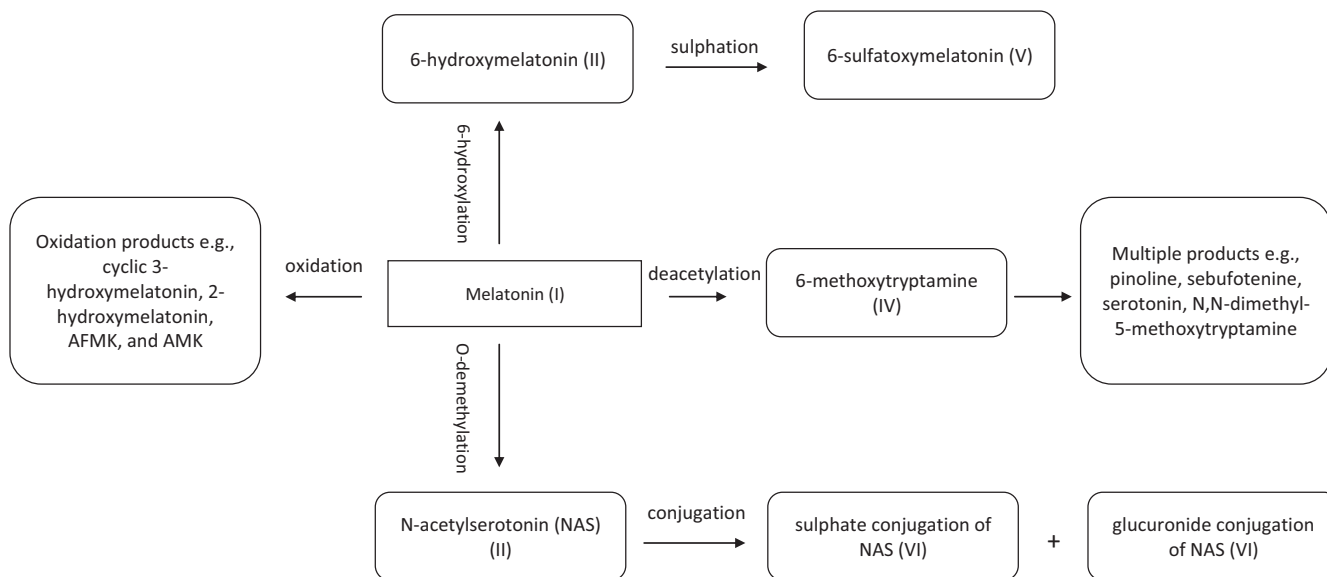 6-hydroxymelatonin (II)
sulphation
6-sulfatoxymelatonin (V)
6-hydroxylation
Oxidation products e.g.,
cyclic 3-
hydroxymelatonin, 2-
hydroxymelatonin,
AFMK, and AMK
oxidation
Melatonin (I)
deacetylation
6-methoxytryptamine
(IV)
Multiple products e.g.,
pinoline, sebufotenine,
serotonin, N,N-dimethyl-
5-methoxytryptamine
O-demethylation
N-acetylserotonin (NAS)
(II)
conjugation
sulphate conjugation of
NAS (VI)
+
glucuronide conjugation
of NAS (VI)